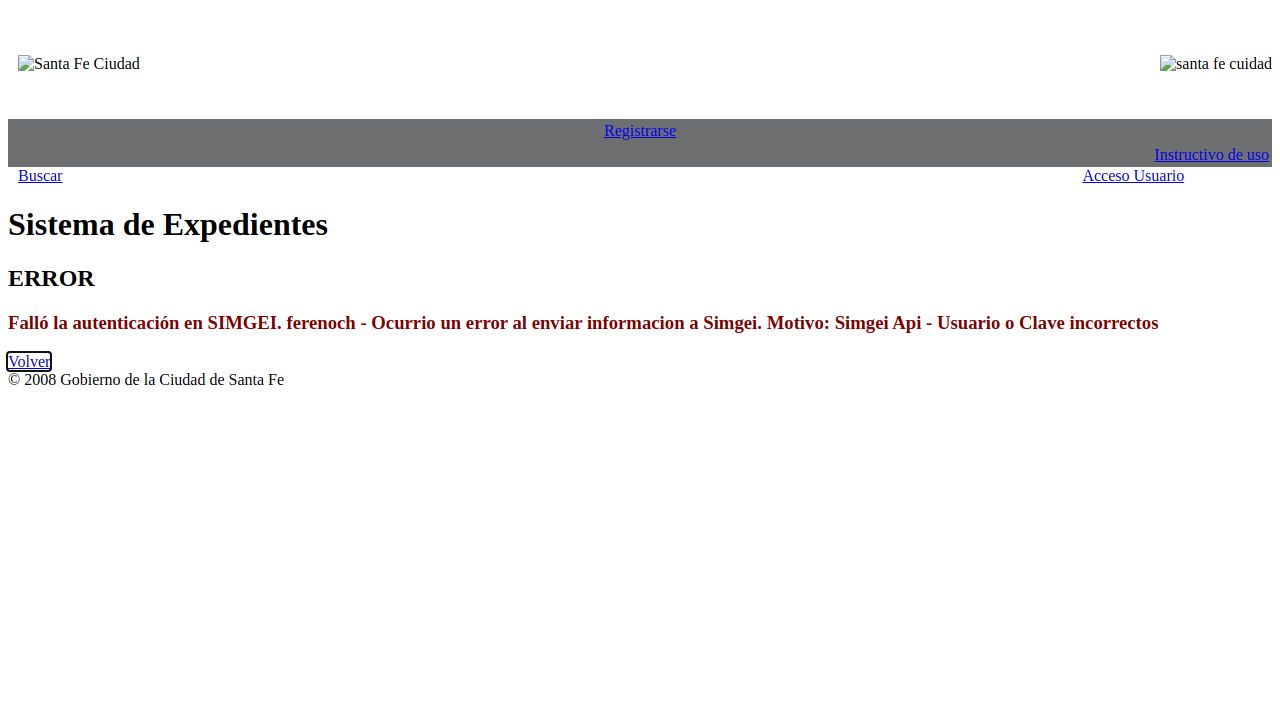 Santa Fe Ciudad
santa fe cuidad
Registrarse
Instructivo de uso
Buscar
Acceso Usuario
Sistema de Expedientes
ERROR
Falló la autenticación en SIMGEI. ferenoch - Ocurrio un error al enviar informacion a Simgei. Motivo: Simgei Api - Usuario o Clave incorrectos
Volver
© 2008 Gobierno de la Ciudad de Santa Fe